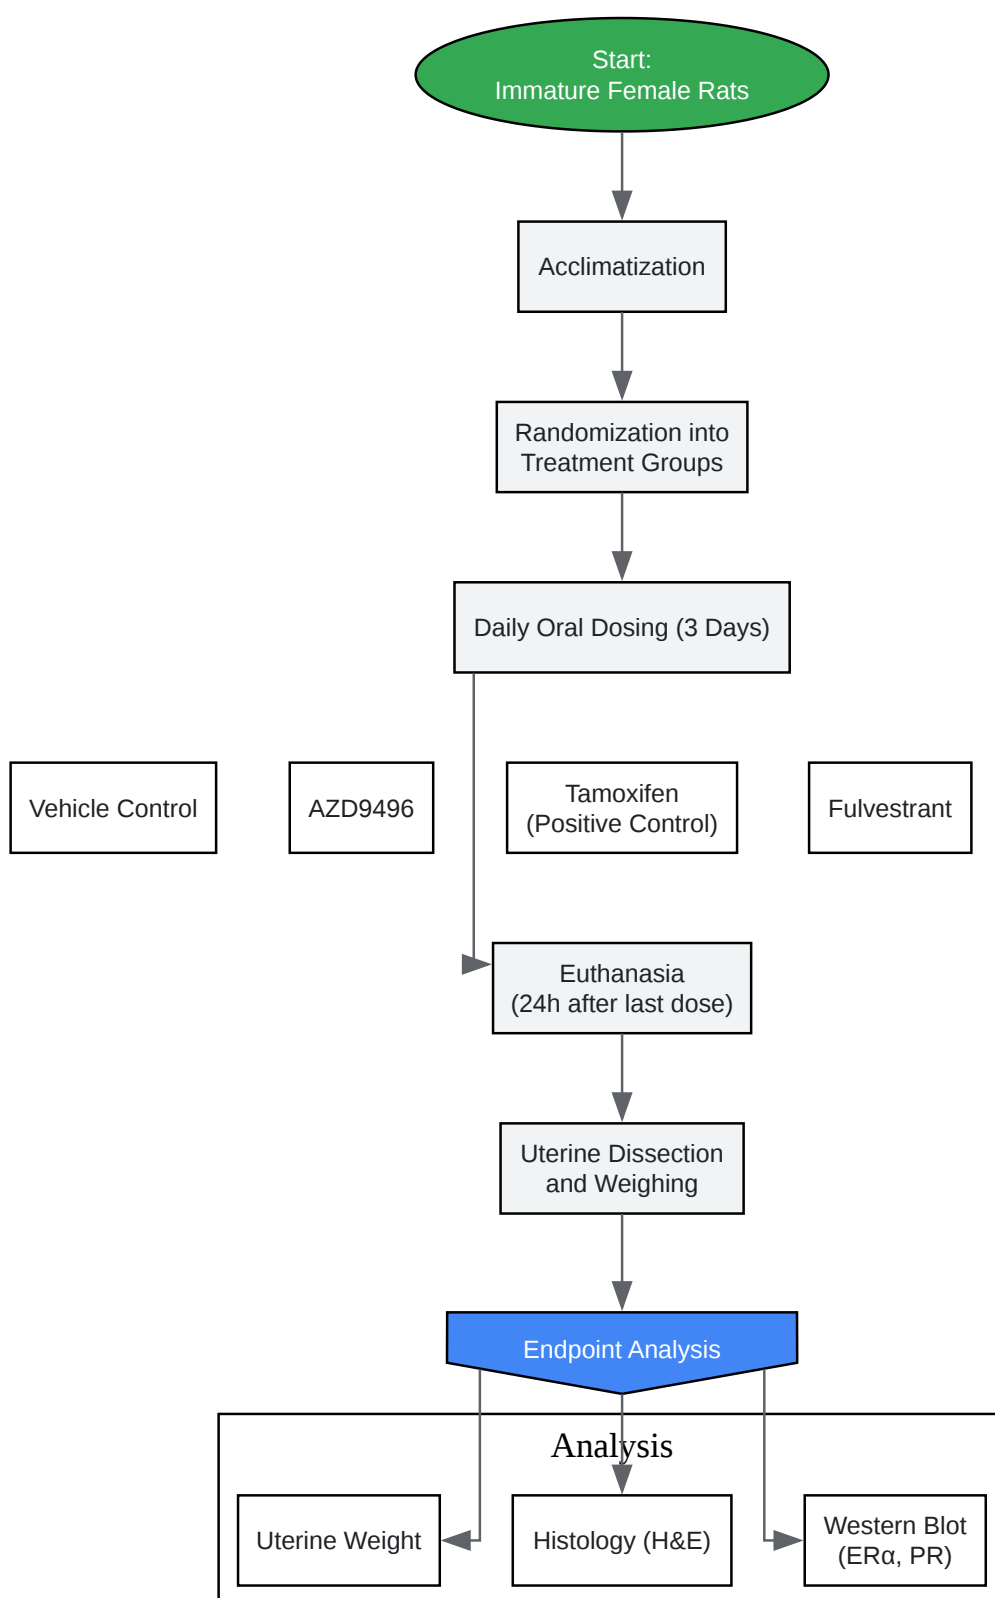 Start:
Immature Female Rats
Acclimatization
Randomization into
Treatment Groups
Daily Oral Dosing (3 Days)
Vehicle Control
AZD9496
Tamoxifen
(Positive Control)
Fulvestrant
Euthanasia
(24h after last dose)
Uterine Dissection
and Weighing
Endpoint Analysis
Analysis
Uterine Weight
Histology (H&E)
Western Blot
(ERα, PR)